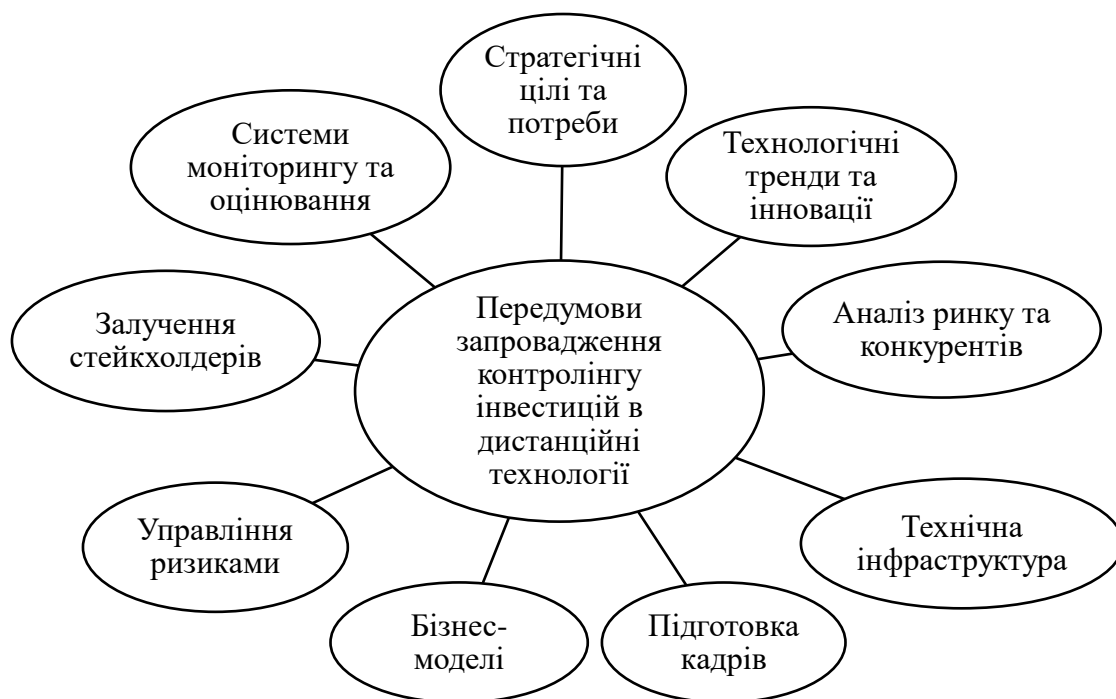 Стратегічні
цілі та
потреби
Технологічні
тренди та
інновації
Аналіз ринку та
конкурентів
Технічна
інфраструктура
Підготовка
кадрів
Бізнес-
моделі
Управління
ризиками
Залучення
стейкхолдерів
Системи
моніторингу та
оцінювання
Передумови
запровадження
контролінгу
інвестицій в
дистанційні
технології